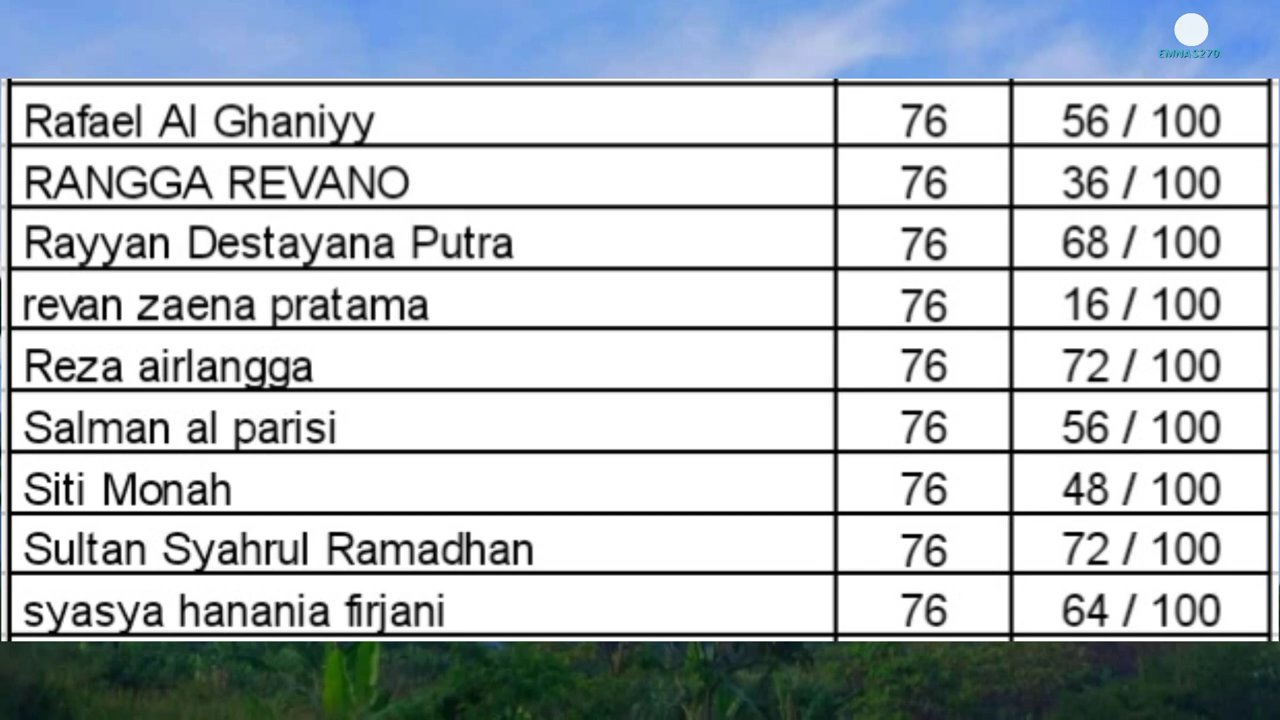 EMNAS270
Rafael Al Ghaniyy 76 56 / 100
RANGGA REVANO 76 36 / 100
Rayyan Destayana Putra 76 68 / 100
revan zaena pratama 76 16 / 100
Reza airlangga 76 72 / 100
Salman al parisi 76 56 / 100
Siti Monah 76 48 / 100
Sultan Syahrul Ramadhan 76 72 / 100
syasya hanania firjani 76 64 / 100